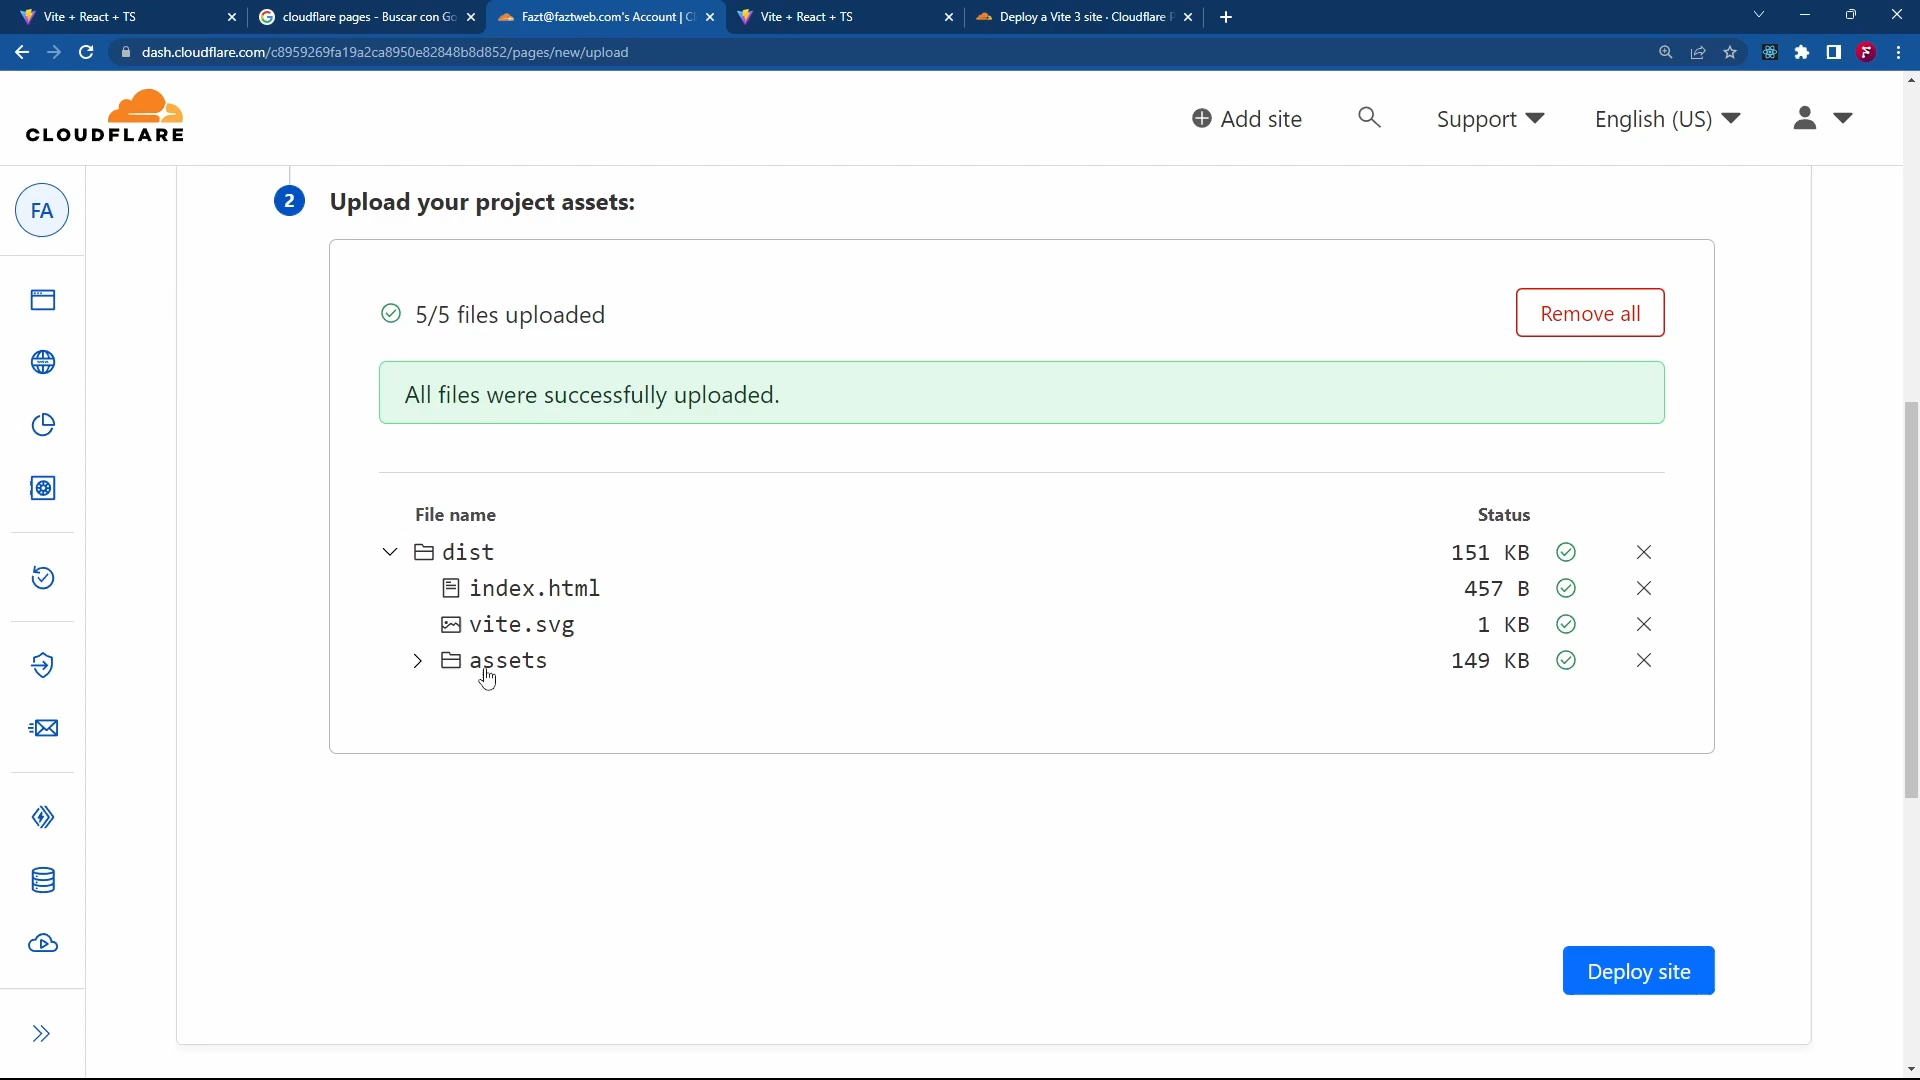 Vite + React + TS
cloudflare pages - Buscar con Go
Fazt@faztweb.com's Account | C
Vite + React + TS
Deploy a Vite 3 site · Cloudflare P
dash.cloudflare.com/c8959269fa19a2ca8950e82848b8d852/pages/new/upload
CLOUDFLARE
Add site
Support
English (US)
FA
2
Upload your project assets:
5/5 files uploaded
Remove all
All files were successfully uploaded.
File name
Status
dist
151 KB
index.html
457 B
vite.svg
1 KB
assets
149 KB
Deploy site